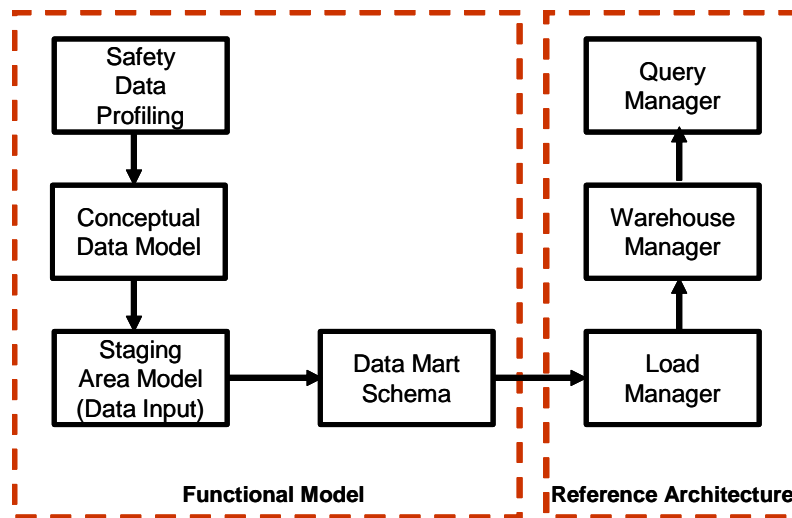 Safety
Data
Profiling
Conceptual
Data Model
Staging
Area Model
(Data Input)
Data Mart
Schema
Functional Model
Query
Manager
Warehouse
Manager
Load
Manager
Reference Architecture